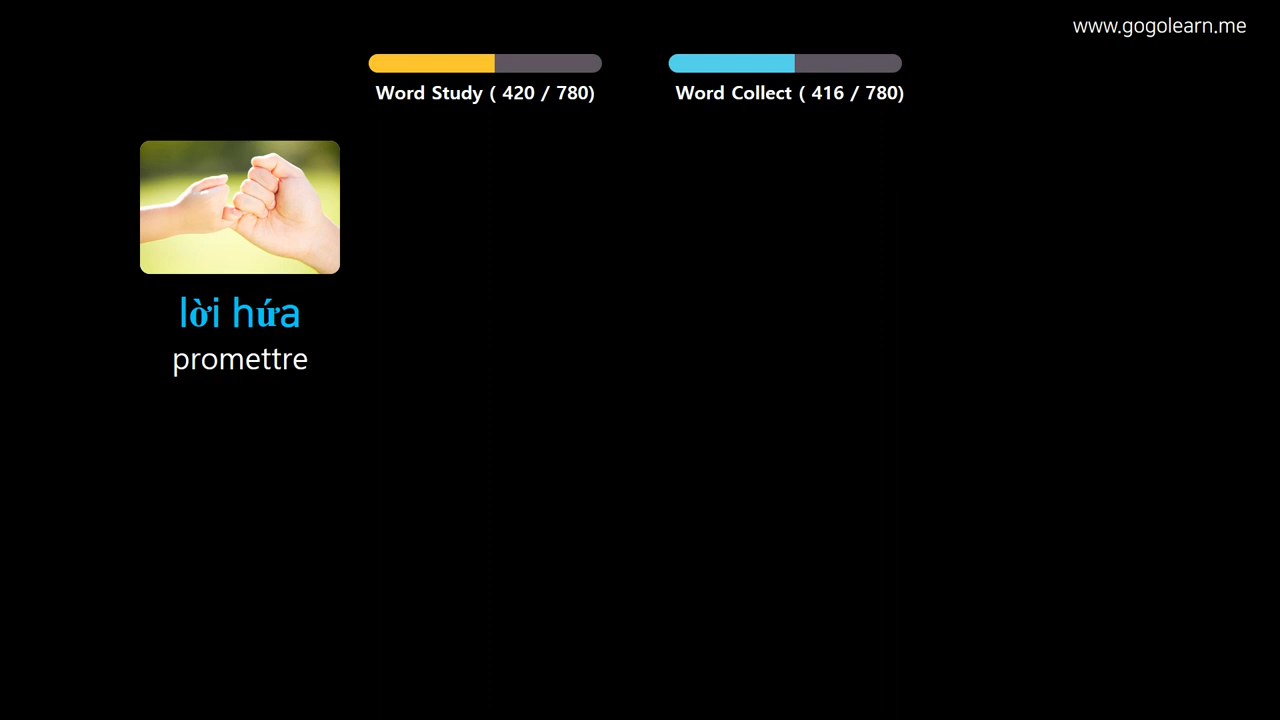 www.gogolearn.me
Word Study ( 420 / 780)
Word Collect ( 416 / 780)
lời hứa
promettre